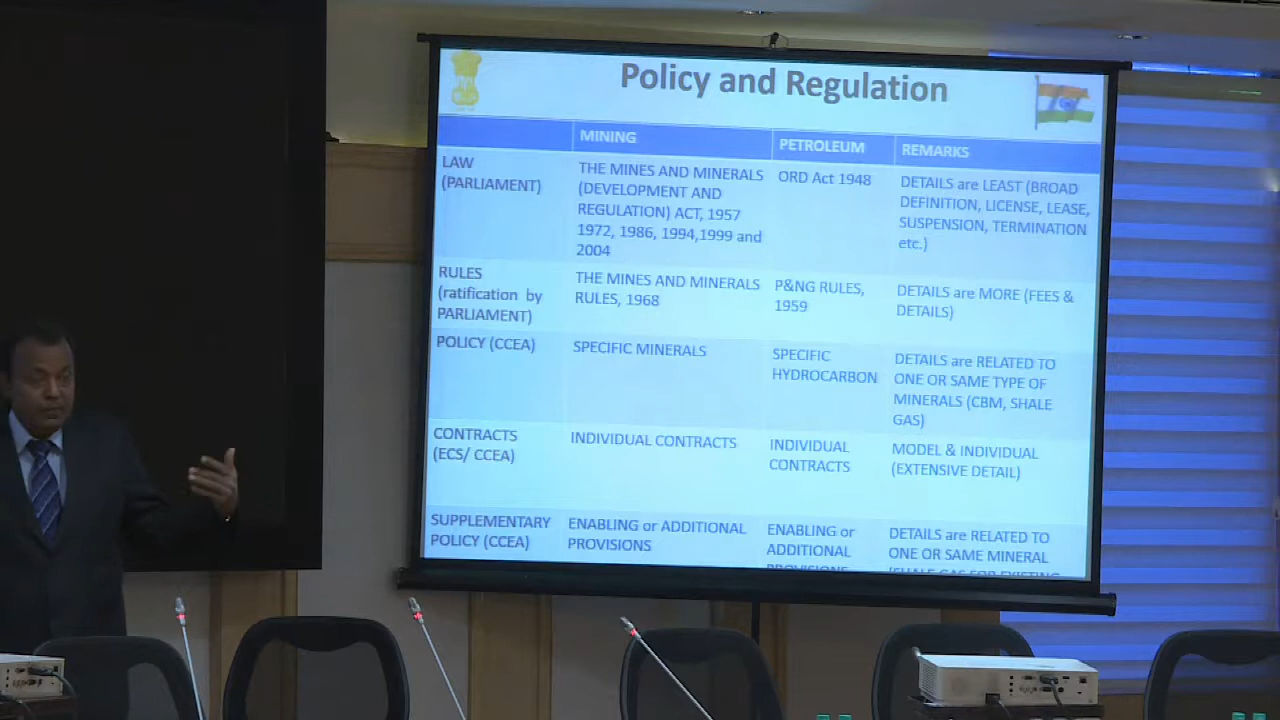 Policy and Regulation
MINING
PETROLEUM
REMARKS
LAW
(PARLIAMENT)
THE MINES AND MINERALS
(DEVELOPMENT AND
REGULATION) ACT, 1957
1972, 1986, 1994,1999 and
2004
ORD Act 1948
DETAILS are LEAST (BROAD
DEFINITION, LICENSE, LEASE,
SUSPENSION, TERMINATION
etc.)
RULES
(ratification by
PARLIAMENT)
THE MINES AND MINERALS
RULES, 1968
P&NG RULES,
1959
DETAILS are MORE (FEES &
DETAILS)
POLICY (CCEA)
SPECIFIC MINERALS
SPECIFIC
HYDROCARBON
DETAILS are RELATED TO
ONE OR SAME TYPE OF
MINERALS (CBM, SHALE
GAS)
CONTRACTS
(ECS/ CCEA)
INDIVIDUAL CONTRACTS
INDIVIDUAL
CONTRACTS
MODEL & INDIVIDUAL
(EXTENSIVE DETAIL)
SUPPLEMENTARY
POLICY (CCEA)
ENABLING or ADDITIONAL
PROVISIONS
ENABLING or
ADDITIONAL
PROVISIONS
DETAILS are RELATED TO
ONE OR SAME MINERAL
(SHALE GAS FOR EXISTING